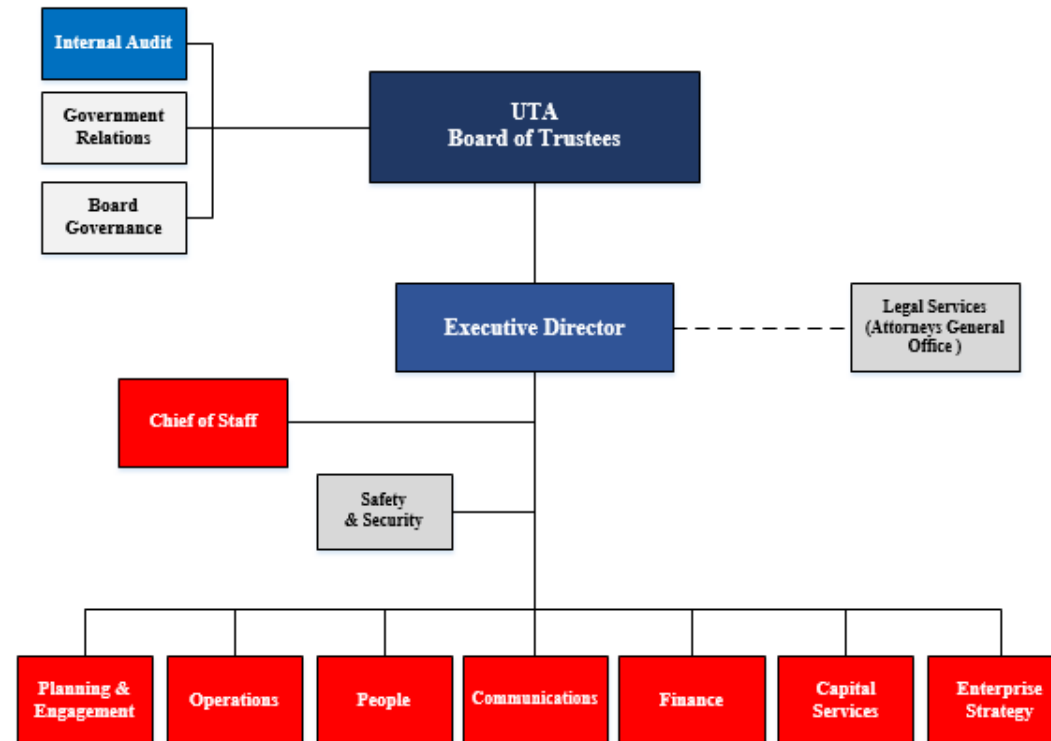 Internal Audit
Government
Relations
Board
Governance
UTA
Board of Trustees
Executive Director
Legal Services
(Attorneys General
Office )
Chief of Staff
Safety
& Security
Planning &
Engagement
Operations
People
Communications
Finance
Capital
Services
Enterprise
Strategy